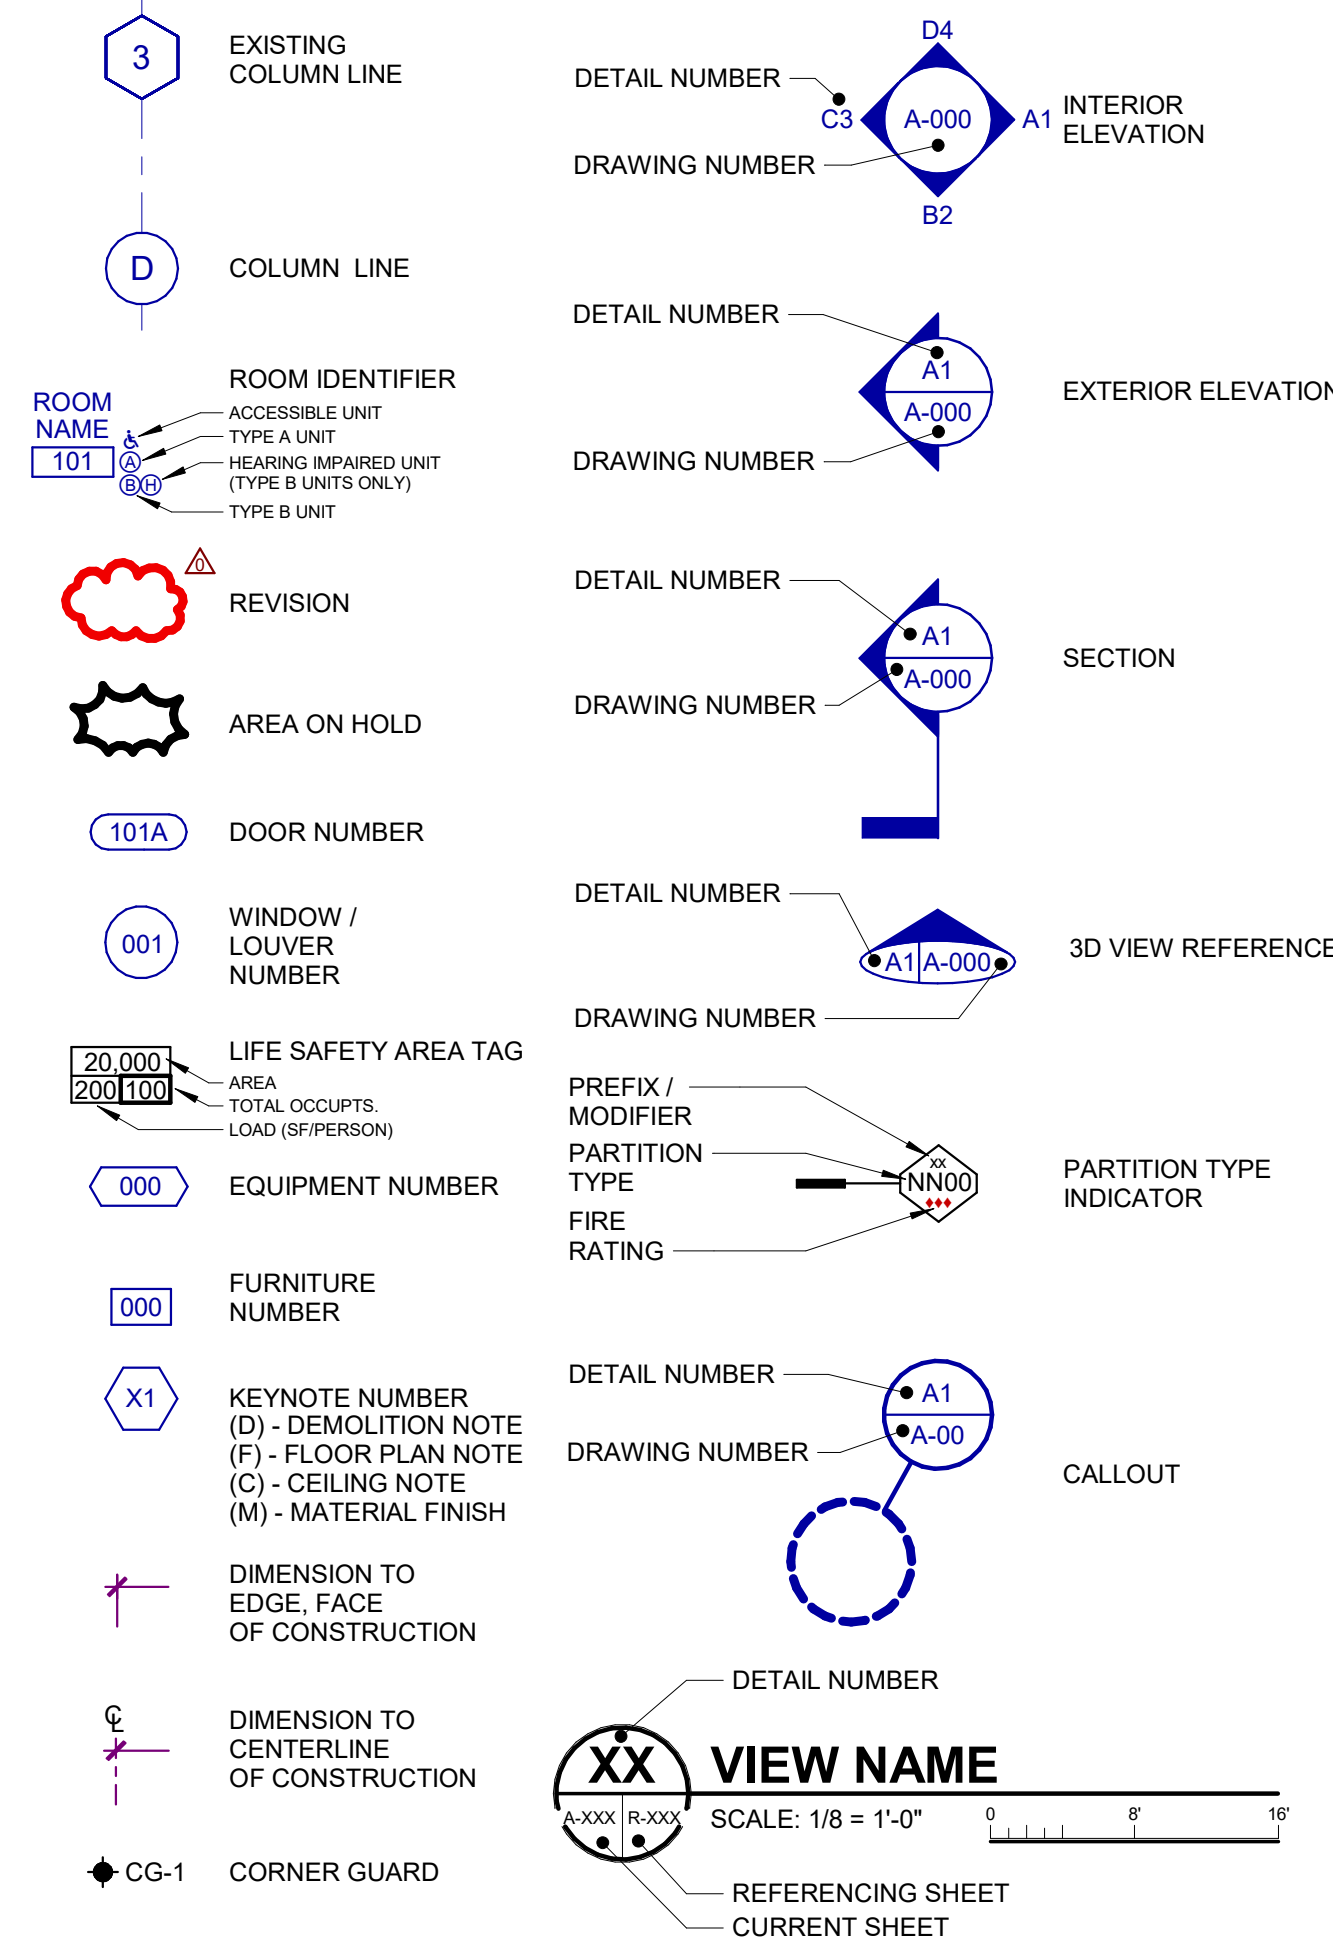 3
EXISTING
COLUMN LINE
D
COLUMN LINE
ROOM
NAME
101
A
B H
ROOM IDENTIFIER
ACCESSIBLE UNIT
TYPE A UNIT
HEARING IMPAIRED UNIT
(TYPE B UNITS ONLY)
TYPE B UNIT
0
REVISION
AREA ON HOLD
101A
DOOR NUMBER
001
WINDOW /
LOUVER
NUMBER
20,000
200 100
LIFE SAFETY AREA TAG
AREA
TOTAL OCCUPTS.
LOAD (SF/PERSON)
000
EQUIPMENT NUMBER
000
FURNITURE
NUMBER
X1
KEYNOTE NUMBER
(D) - DEMOLITION NOTE
(F) - FLOOR PLAN NOTE
(C) - CEILING NOTE
(M) - MATERIAL FINISH
DIMENSION TO
EDGE, FACE
OF CONSTRUCTION
℄
DIMENSION TO
CENTERLINE
OF CONSTRUCTION
CG-1
CORNER GUARD
D4
DETAIL NUMBER
C3
A-000
A1
DRAWING NUMBER
B2
INTERIOR
ELEVATION
DETAIL NUMBER
A1
A-000
DRAWING NUMBER
EXTERIOR ELEVATION
DETAIL NUMBER
A1
A-000
DRAWING NUMBER
SECTION
DETAIL NUMBER
A1 A-000
DRAWING NUMBER
3D VIEW REFERENCE
PREFIX /
MODIFIER
PARTITION
TYPE
FIRE
RATING
XX
NN00
PARTITION TYPE
INDICATOR
DETAIL NUMBER
A1
A-00
DRAWING NUMBER
CALLOUT
DETAIL NUMBER
XX
VIEW NAME
A-XXX R-XXX
SCALE: 1/8 = 1'-0"
0 8' 16'
REFERENCING SHEET
CURRENT SHEET